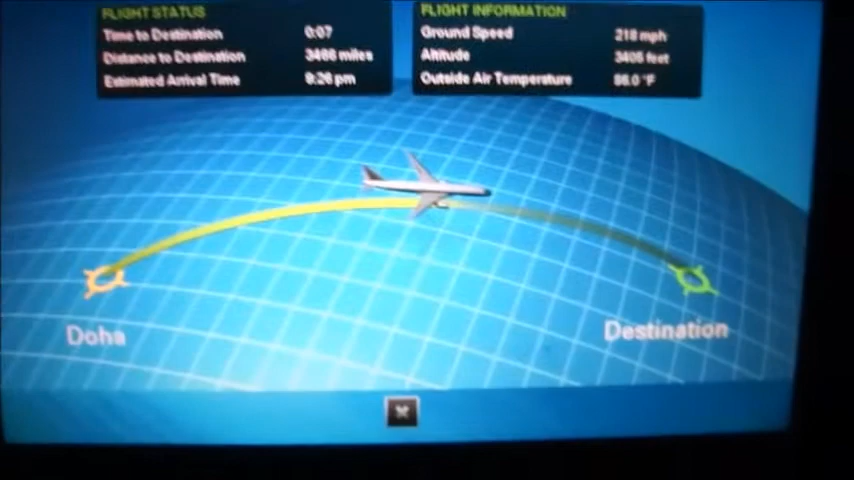 FLIGHT STATUS
Time to Destination 0:07
Distance to Destination 3466 miles
Estimated Arrival Time 9:26 pm
FLIGHT INFORMATION
Ground Speed 218 mph
Altitude 3405 feet
Outside Air Temperature 86.0 °F
Doha
Destination